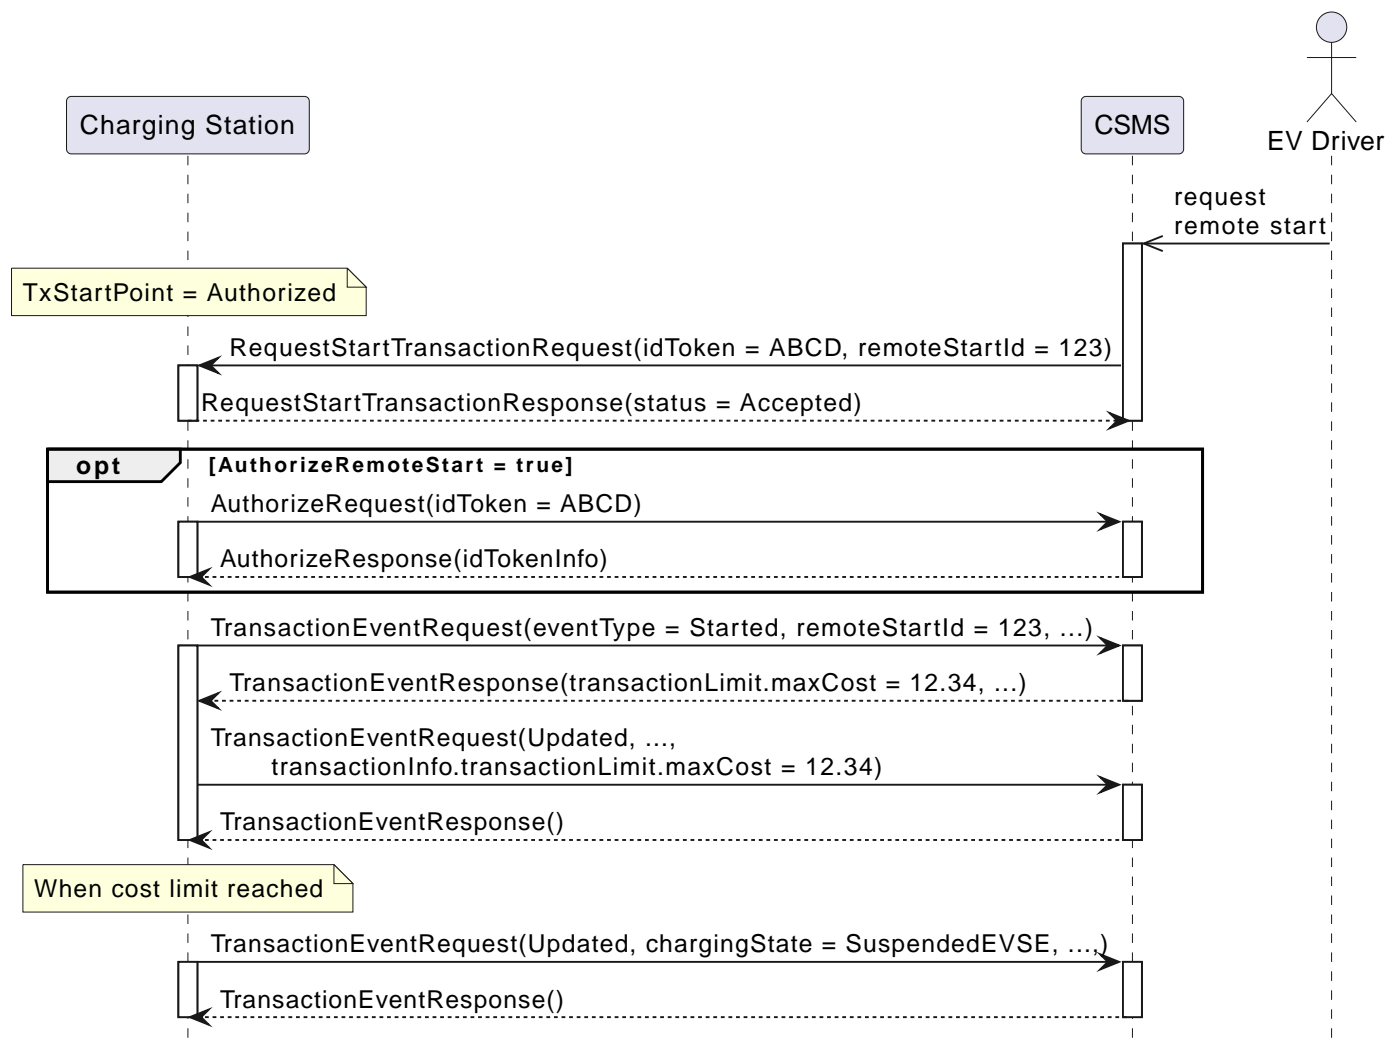 Charging Station
CSMS
EV Driver
request
remote start
TxStartPoint = Authorized
RequestStartTransactionRequest(idToken = ABCD, remoteStartId = 123)
RequestStartTransactionResponse(status = Accepted)
opt
[AuthorizeRemoteStart = true]
AuthorizeRequest(idToken = ABCD)
AuthorizeResponse(idTokenInfo)
TransactionEventRequest(eventType = Started, remoteStartId = 123, ...)
TransactionEventResponse(transactionLimit.maxCost = 12.34, ...)
TransactionEventRequest(Updated, ...,
transactionInfo.transactionLimit.maxCost = 12.34)
TransactionEventResponse()
When cost limit reached
TransactionEventRequest(Updated, chargingState = SuspendedEVSE, ...,)
TransactionEventResponse()